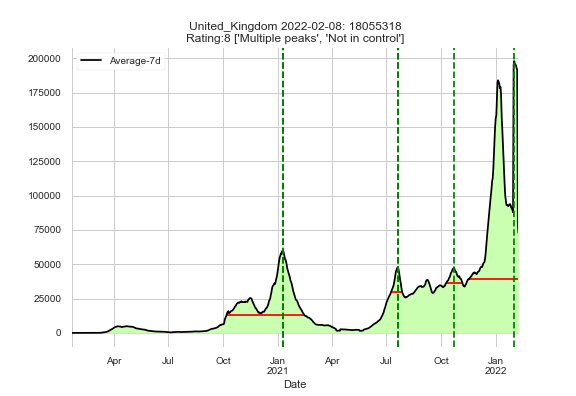 United_Kingdom 2022-02-08: 18055318
Rating:8 ['Multiple peaks', 'Not in control']
Average-7d
200000
175000
150000
125000
100000
75000
50000
25000
0
Apr Jul Oct Jan Apr Jul Oct Jan
2021 2022
Date